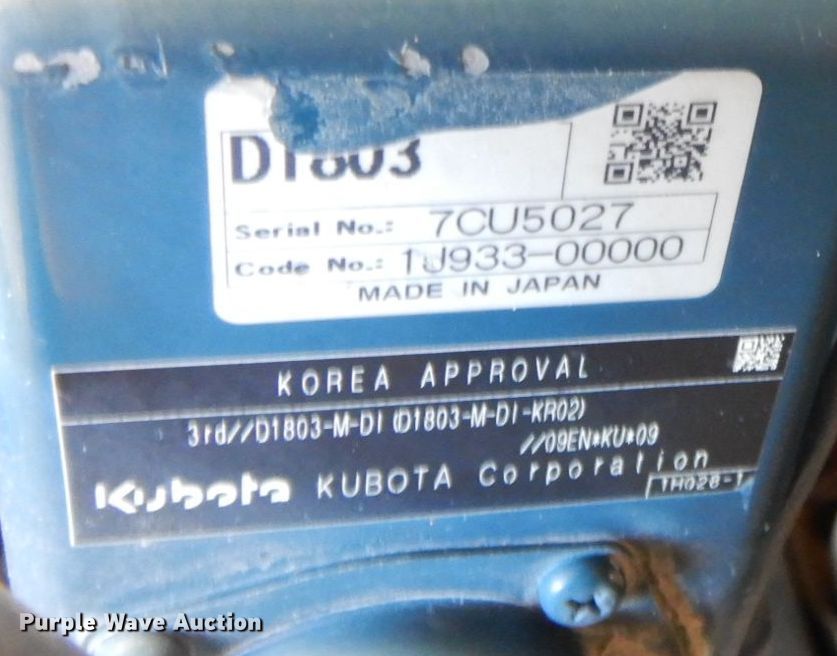 D1803
Serial No.: 7CU5027
Code No.: 1J933-00000
MADE IN JAPAN
KOREA APPROVAL
3rd//D1803-M-DI (D1803-M-DI-KR02)
//09EN*KU*09
Kubota KUBOTA Corporation
1H028-1
Purple Wave Auction